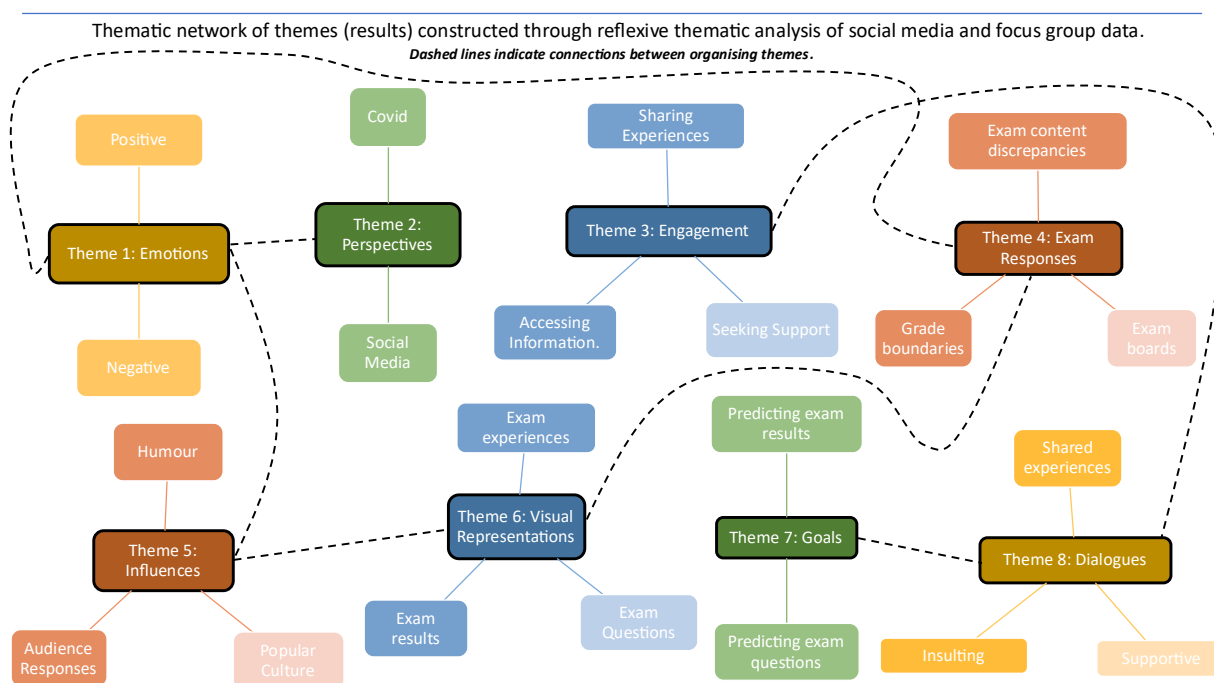 Thematic network of themes (results) constructed through reflexive thematic analysis of social media and focus group data.
Dashed lines indicate connections between organising themes.
Positive
Theme 1: Emotions
Negative
Covid
Theme 2:
Perspectives
Social
Media
Sharing
Experiences
Theme 3: Engagement
Accessing
Information.
Seeking Support
Exam content
discrepancies
Theme 4: Exam
Responses
Grade
boundaries
Exam
boards
Humour
Theme 5:
Influences
Audience
Responses
Popular
Culture
Exam
experiences
Theme 6: Visual
Representations
Exam
results
Exam
Questions
Predicting exam
results
Theme 7: Goals
Predicting exam
questions
Shared
experiences
Theme 8: Dialogues
Insulting
Supportive